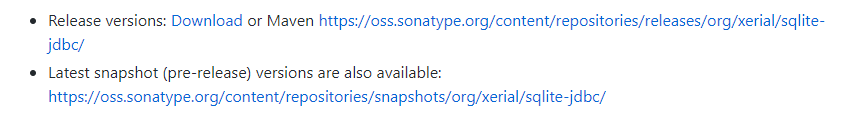 • Release versions: Download or Maven https://oss.sonatype.org/content/repositories/releases/org/xerial/sqlite-
jdbc/
• Latest snapshot (pre-release) versions are also available:
https://oss.sonatype.org/content/repositories/snapshots/org/xerial/sqlite-jdbc/